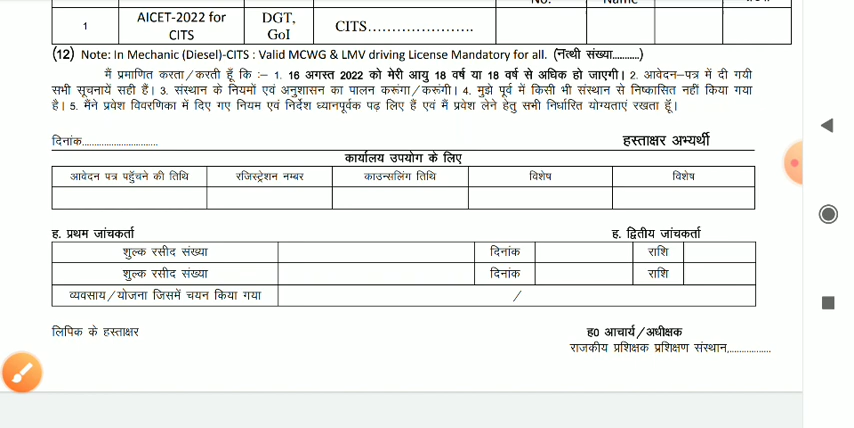 1 AICET-2022 for CITS DGT, GoI CITS.......................
(12) Note: In Mechanic (Diesel)-CITS : Valid MCWG & LMV driving License Mandatory for all. (नत्थी संख्या..........)
मैं प्रमाणित करता/करती हूँ कि :– 1. 16 अगस्त 2022 को मेरी आयु 18 वर्ष या 18 वर्ष से अधिक हो जाएगी। 2. आवेदन–पत्र में दी गयी
सभी सूचनायें सही हैं। 3. संस्थान के नियमों एवं अनुशासन का पालन करूंगा/करूंगी। 4. मुझे पूर्व में किसी भी संस्थान से निष्कासित नहीं किया गया
है। 5. मैंने प्रवेश विवरणिका में दिए गए नियम एवं निर्देश ध्यानपूर्वक पढ़ लिए हैं एवं मैं प्रवेश लेने हेतु सभी निर्धारित योग्यताएं रखता हूँ।
दिनांक............................... हस्ताक्षर अभ्यर्थी
कार्यालय उपयोग के लिए
आवेदन पत्र पहुँचने की तिथि रजिस्ट्रेशन नम्बर काउन्सलिंग तिथि विशेष विशेष
ह. प्रथम जांचकर्ता ह. द्वितीय जांचकर्ता
शुल्क रसीद संख्या दिनांक राशि
शुल्क रसीद संख्या दिनांक राशि
व्यवसाय/योजना जिसमें चयन किया गया /
लिपिक के हस्ताक्षर ह0 आचार्य/अधीक्षक
राजकीय प्रशिक्षक प्रशिक्षण संस्थान,.................